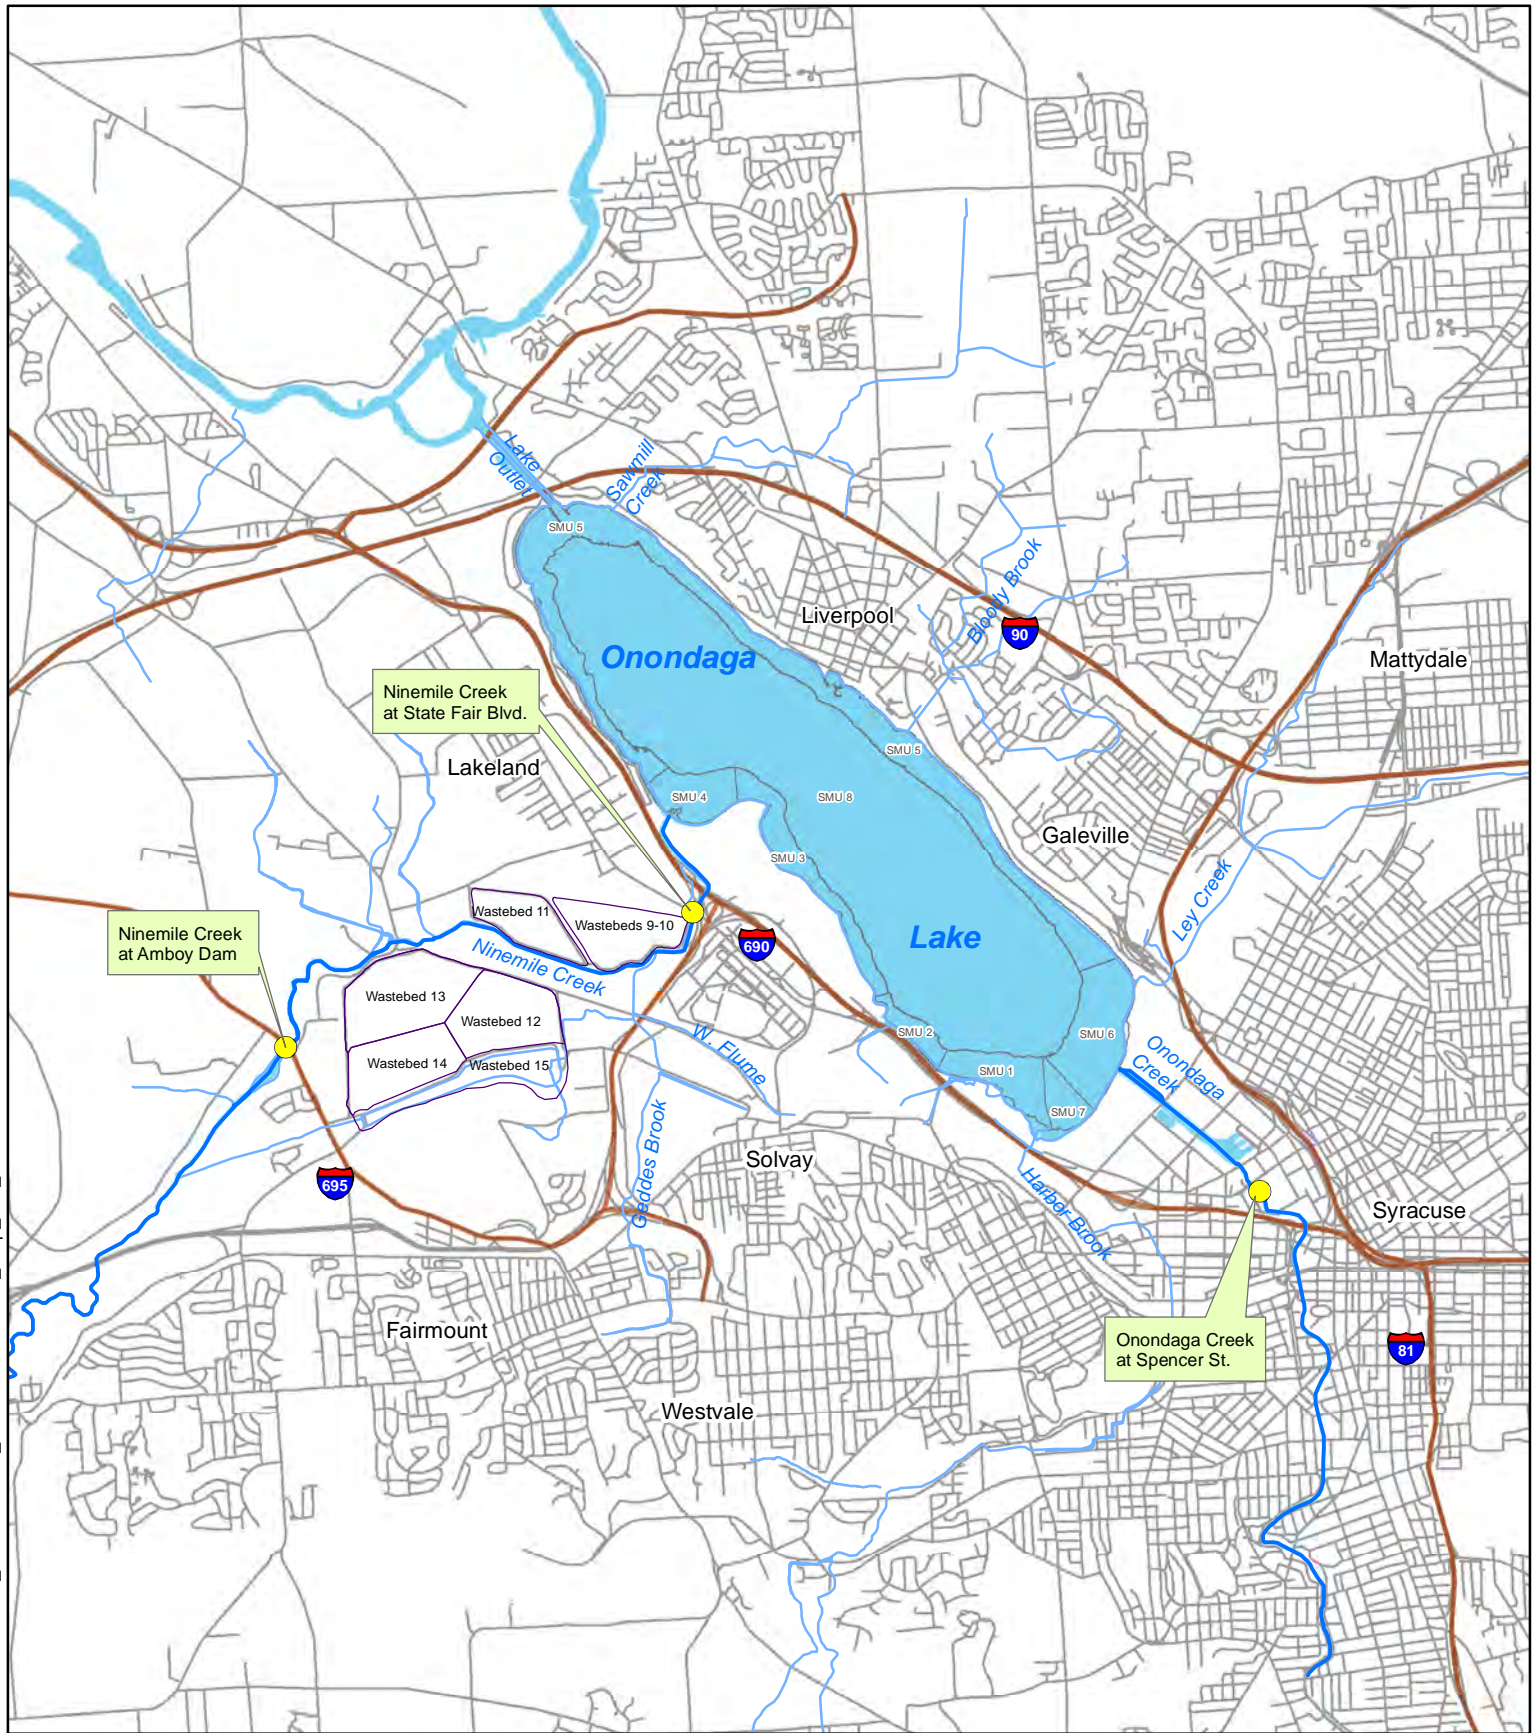 Lake
Outlet
Sawmill
Creek
SMU 5
Bloody Brook
Liverpool
90
Onondaga
Mattydale
Ninemile Creek
at State Fair Blvd.
SMU 5
Lakeland
SMU 4
SMU 8
Galeville
SMU 3
Ley Creek
Wastebed 11
Wastebeds 9-10
Ninemile Creek
at Amboy Dam
690
Lake
Ninemile Creek
Wastebed 13
Wastebed 12
W. Flume
SMU 2
SMU 6
Onondaga
Creek
Wastebed 14
Wastebed 15
SMU 1
SMU 7
Geddes Brook
Solvay
695
Harbor Brook
Syracuse
Fairmount
Onondaga Creek
at Spencer St.
81
Westvale